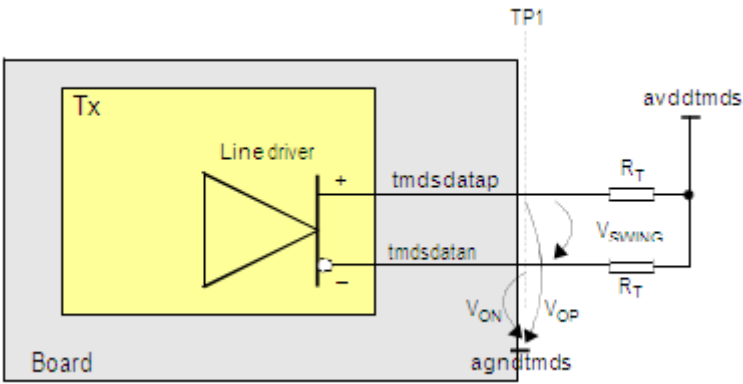 TP1
Tx
avddtmds
Line driver
+
tmdsdatap
RT
VSWING
tmdsdatan
−
RT
VON
VOP
Board
agndtmds